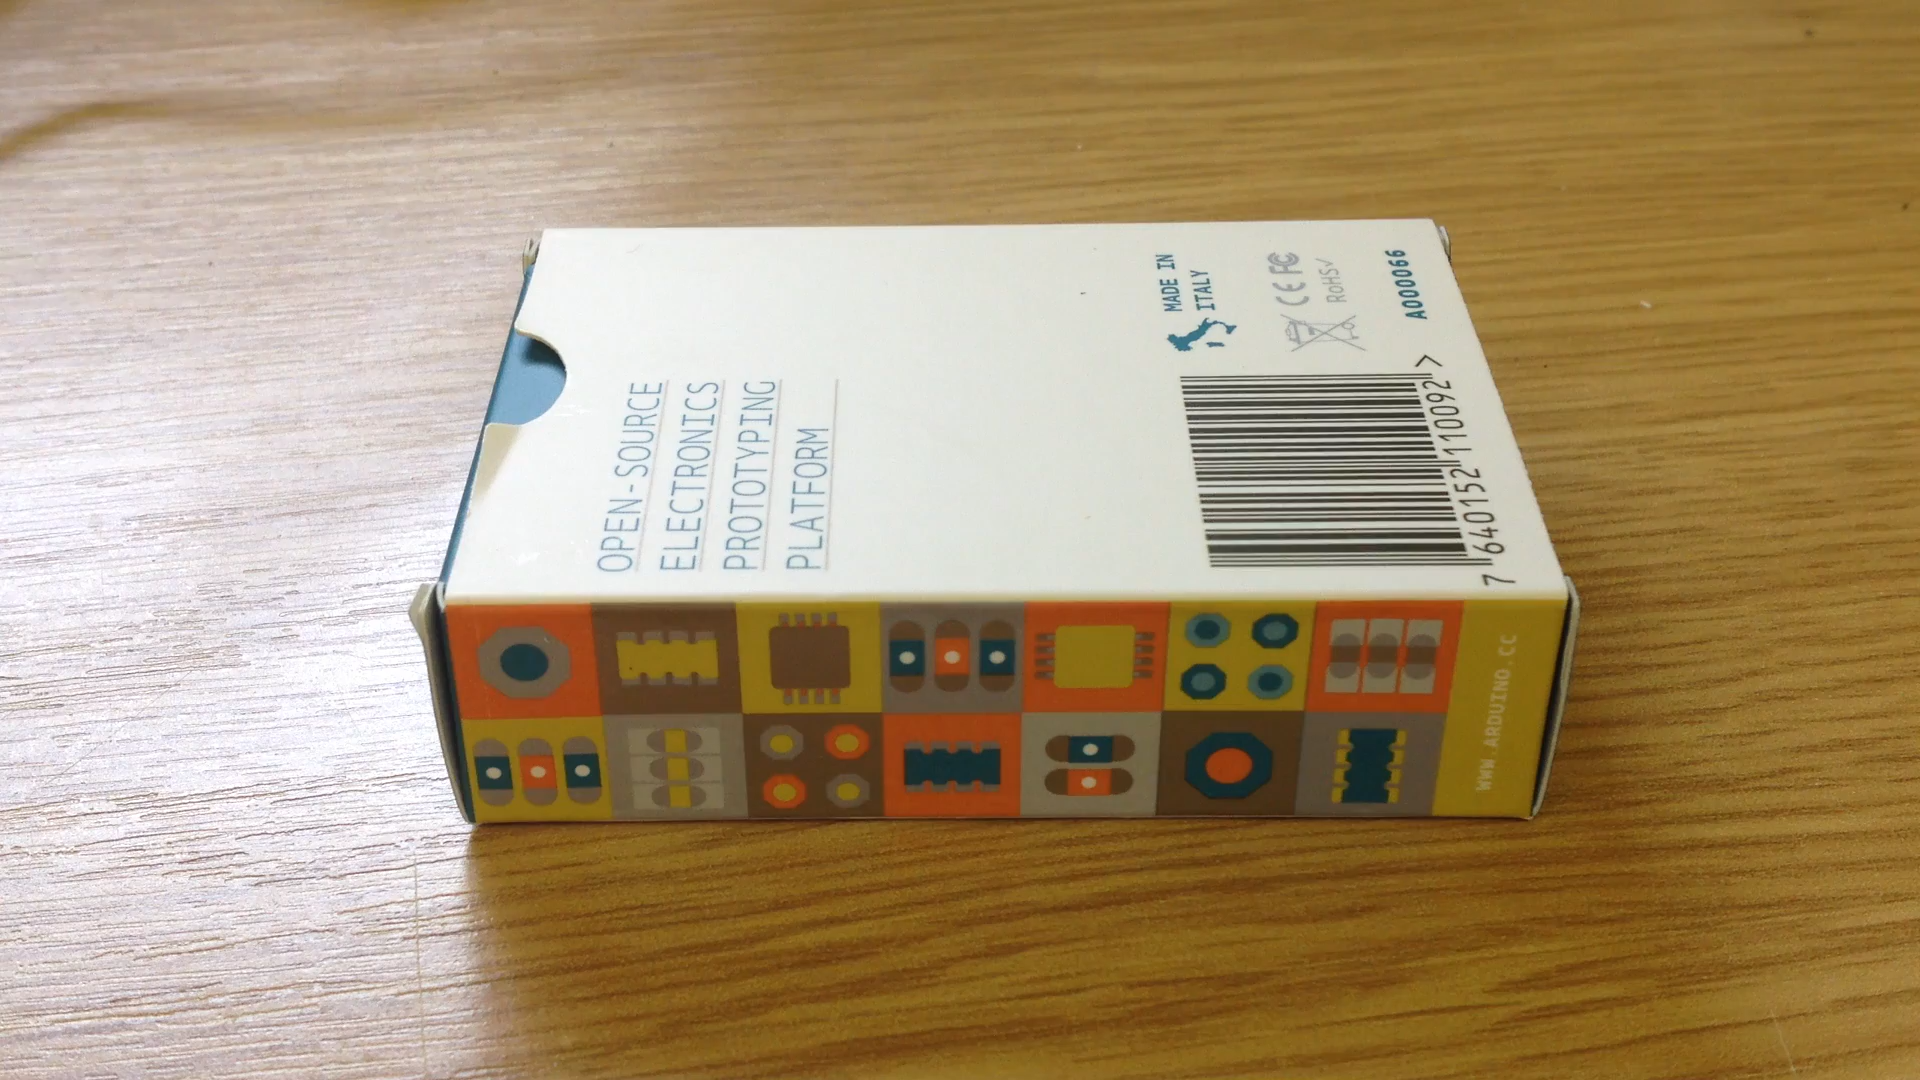 OPEN-SOURCE
ELECTRONICS
PROTOTYPING
PLATFORM
MADE IN
ITALY
CE FC
RoHS✓
A000066
7 640152 110092 >
WWW.ARDUINO.CC